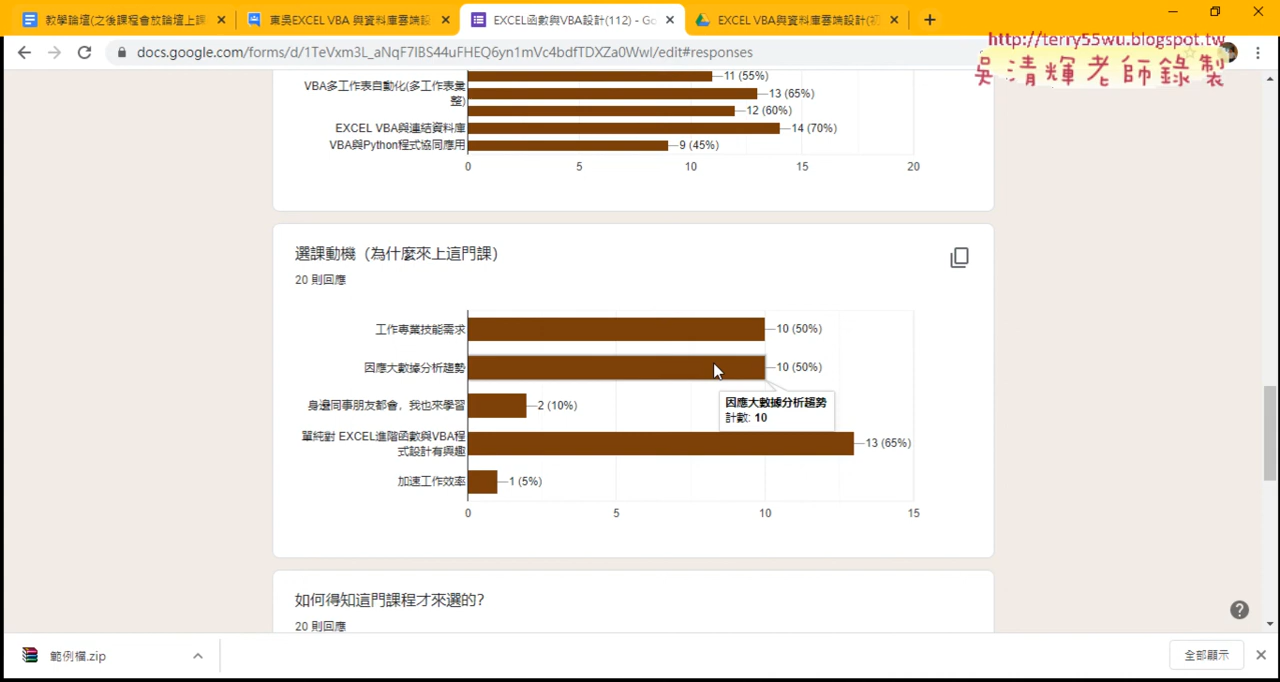 教學論壇(之後課程會放論壇上課
東吳EXCEL VBA 與資料庫雲端設
EXCEL函數與VBA設計(112) - Go
EXCEL VBA與資料庫雲端設計(初
docs.google.com/forms/d/1TeVxm3L_aNqF7IBS44uFHEQ6yn1mVc4bdfTDXZa0WwI/edit#responses
http://terry55wu.blogspot.tw
吳清輝老師錄製
11 (55%)
VBA多工作表自動化(多工作表彙
整)
13 (65%)
12 (60%)
EXCEL VBA與連結資料庫
14 (70%)
VBA與Python程式協同應用
9 (45%)
0 5 10 15 20
選課動機（為什麼來上這門課）
20 則回應
工作專業技能需求
10 (50%)
因應大數據分析趨勢
10 (50%)
因應大數據分析趨勢
計數: 10
身邊同事朋友都會，我也來學習
2 (10%)
單純對 EXCEL進階函數與VBA程
式設計有興趣
13 (65%)
加速工作效率
1 (5%)
0 5 10 15
如何得知這門課程才來選的?
20 則回應
範例檔.zip
全部顯示